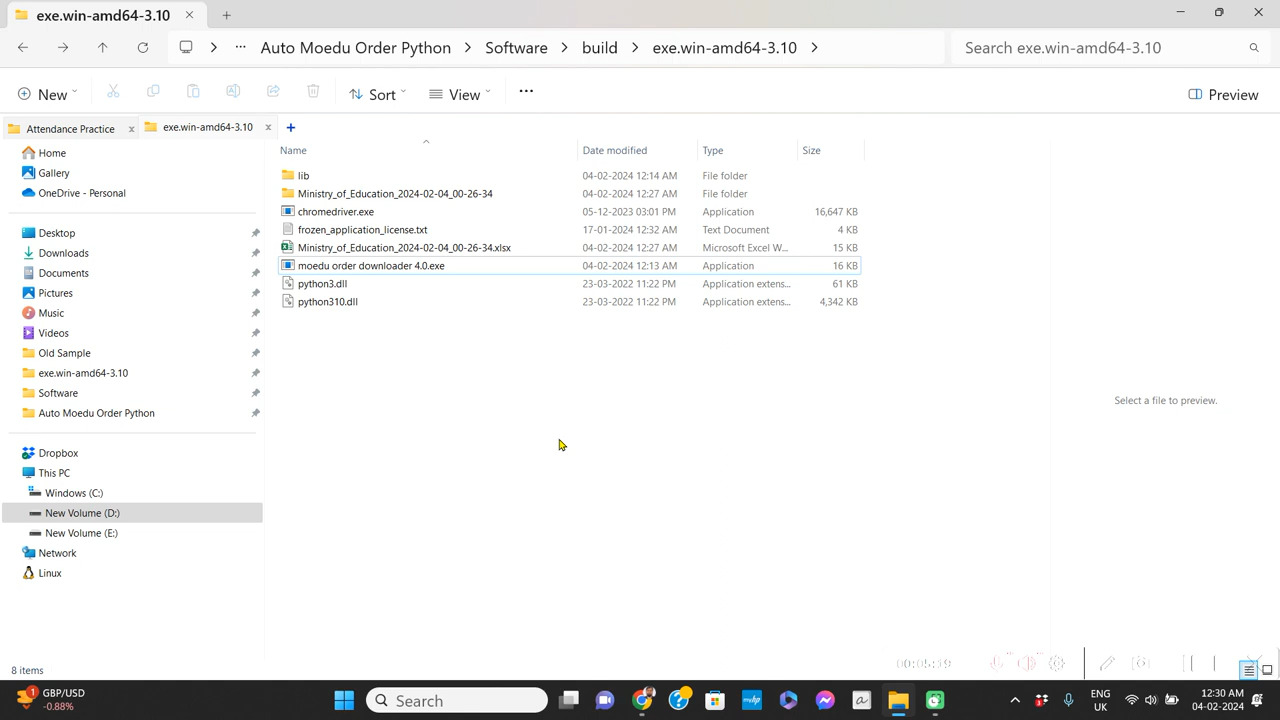 exe.win-amd64-3.10
Auto Moedu Order Python > Software > build > exe.win-amd64-3.10 >
Search exe.win-amd64-3.10
New
Sort
View
Preview
Attendance Practice
exe.win-amd64-3.10
Home
Gallery
OneDrive - Personal
Desktop
Downloads
Documents
Pictures
Music
Videos
Old Sample
exe.win-amd64-3.10
Software
Auto Moedu Order Python
Dropbox
This PC
Windows (C:)
New Volume (D:)
New Volume (E:)
Network
Linux
Name Date modified Type Size
lib 04-02-2024 12:14 AM File folder
Ministry_of_Education_2024-02-04_00-26-34 04-02-2024 12:27 AM File folder
chromedriver.exe 05-12-2023 03:01 PM Application 16,647 KB
frozen_application_license.txt 17-01-2024 12:32 AM Text Document 4 KB
Ministry_of_Education_2024-02-04_00-26-34.xlsx 04-02-2024 12:27 AM Microsoft Excel W... 15 KB
moedu order downloader 4.0.exe 04-02-2024 12:13 AM Application 16 KB
python3.dll 23-03-2022 11:22 PM Application extens... 61 KB
python310.dll 23-03-2022 11:22 PM Application extens... 4,342 KB
Select a file to preview.
8 items
00:05:19
1
GBP/USD
-0.88%
Search
ENG
UK
12:30 AM
04-02-2024